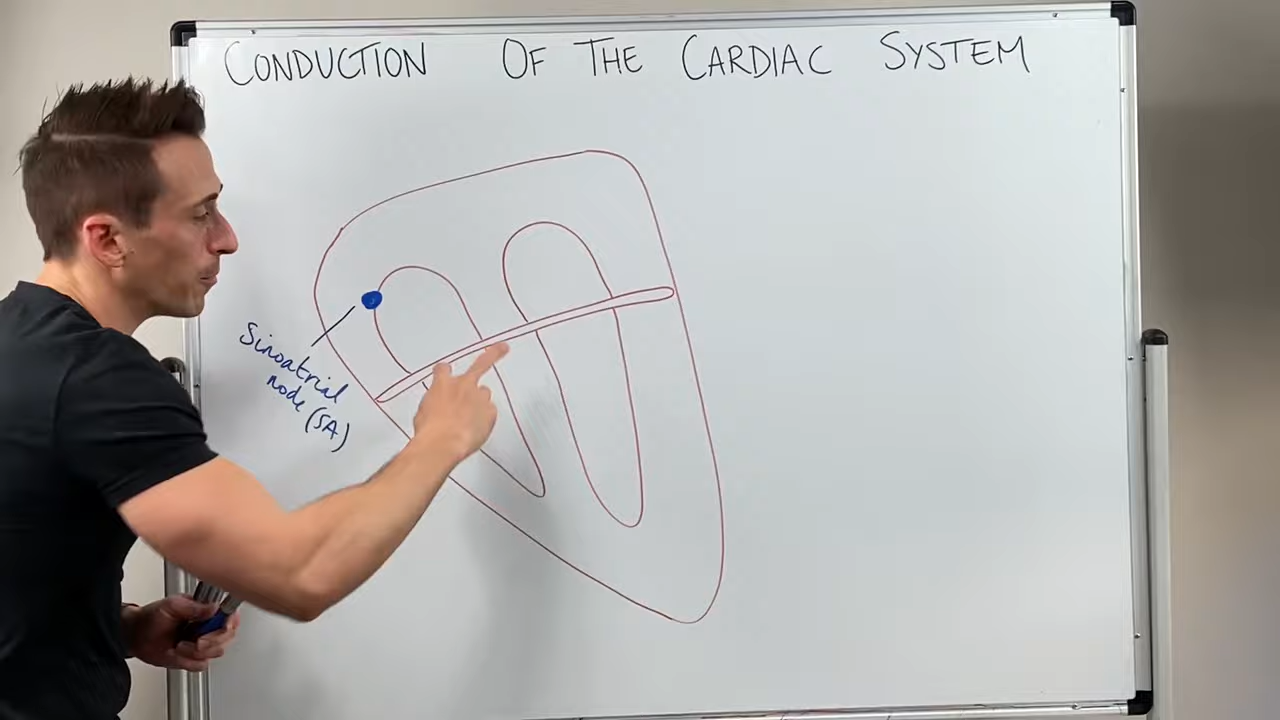 CONDUCTION OF THE CARDIAC SYSTEM
Sinoatrial
node (SA)